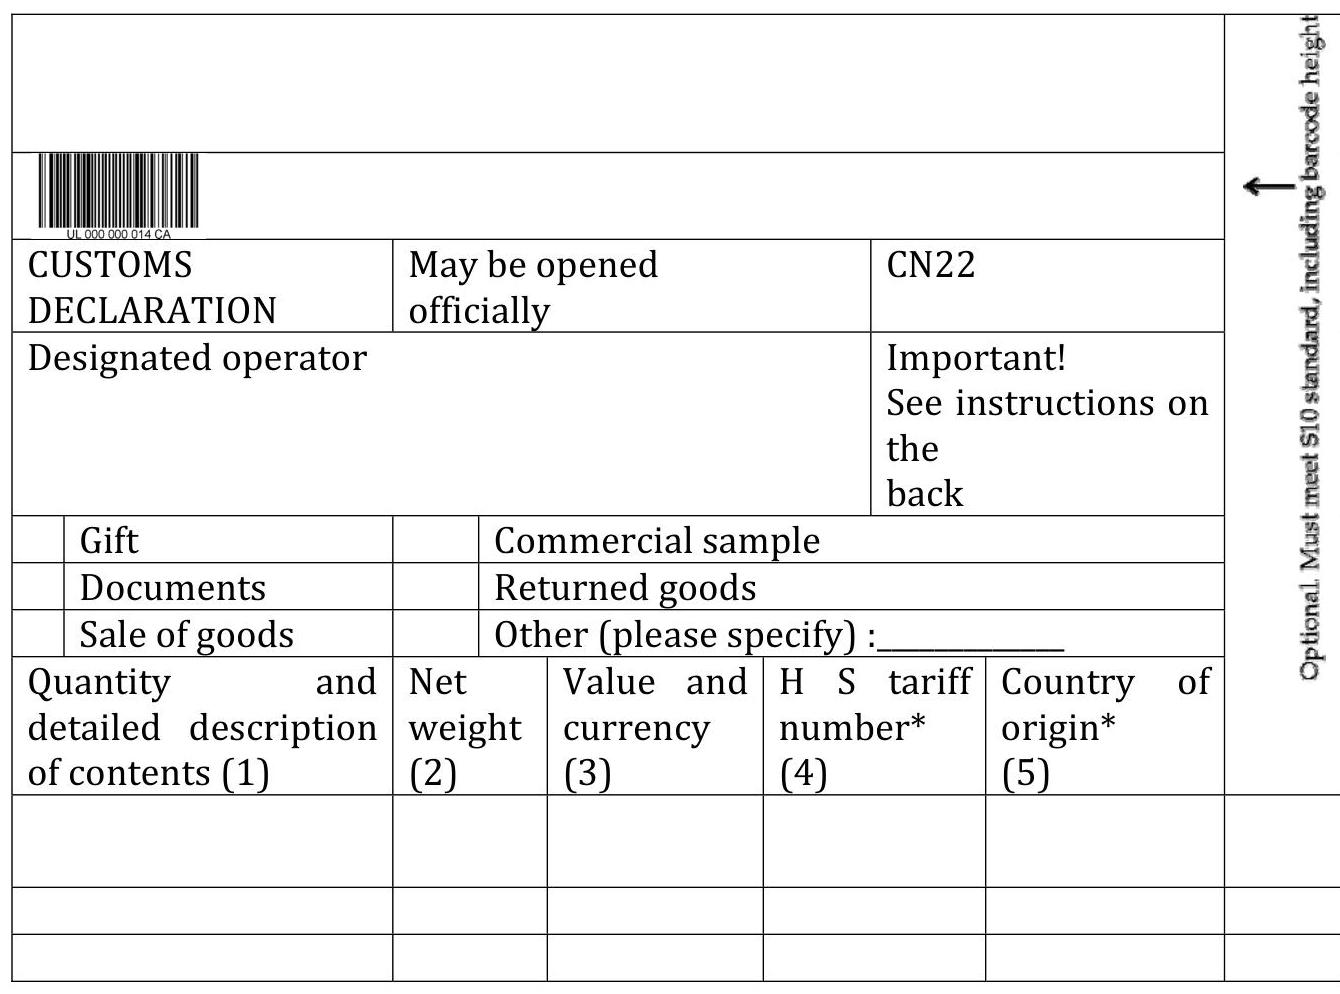 UL 000 000 014 CA
CUSTOMS
DECLARATION
May be opened
officially
CN22
Designated operator
Important!
See instructions on
the
back
Gift
Commercial sample
Documents
Returned goods
Sale of goods
Other (please specify) :_____________
Quantity and
detailed description
of contents (1)
Net
weight
(2)
Value and
currency
(3)
H S tariff
number*
(4)
Country of
origin*
(5)
Optional. Must meet S10 standard, including barcode height